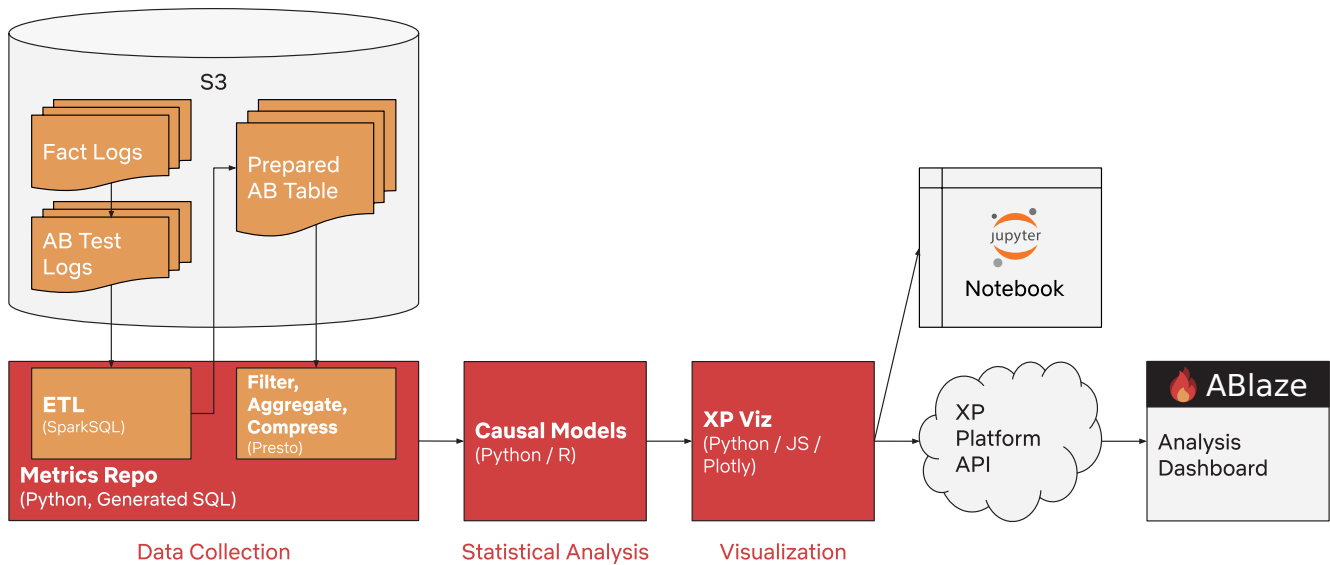 S3
Fact Logs
AB Test
Logs
Prepared
AB Table
ETL
(SparkSQL)
Filter,
Aggregate,
Compress
(Presto)
Metrics Repo
(Python, Generated SQL)
Causal Models
(Python / R)
XP Viz
(Python / JS /
Plotly)
jupyter
Notebook
XP
Platform
API
ABlaze
Analysis
Dashboard
Data Collection
Statistical Analysis
Visualization